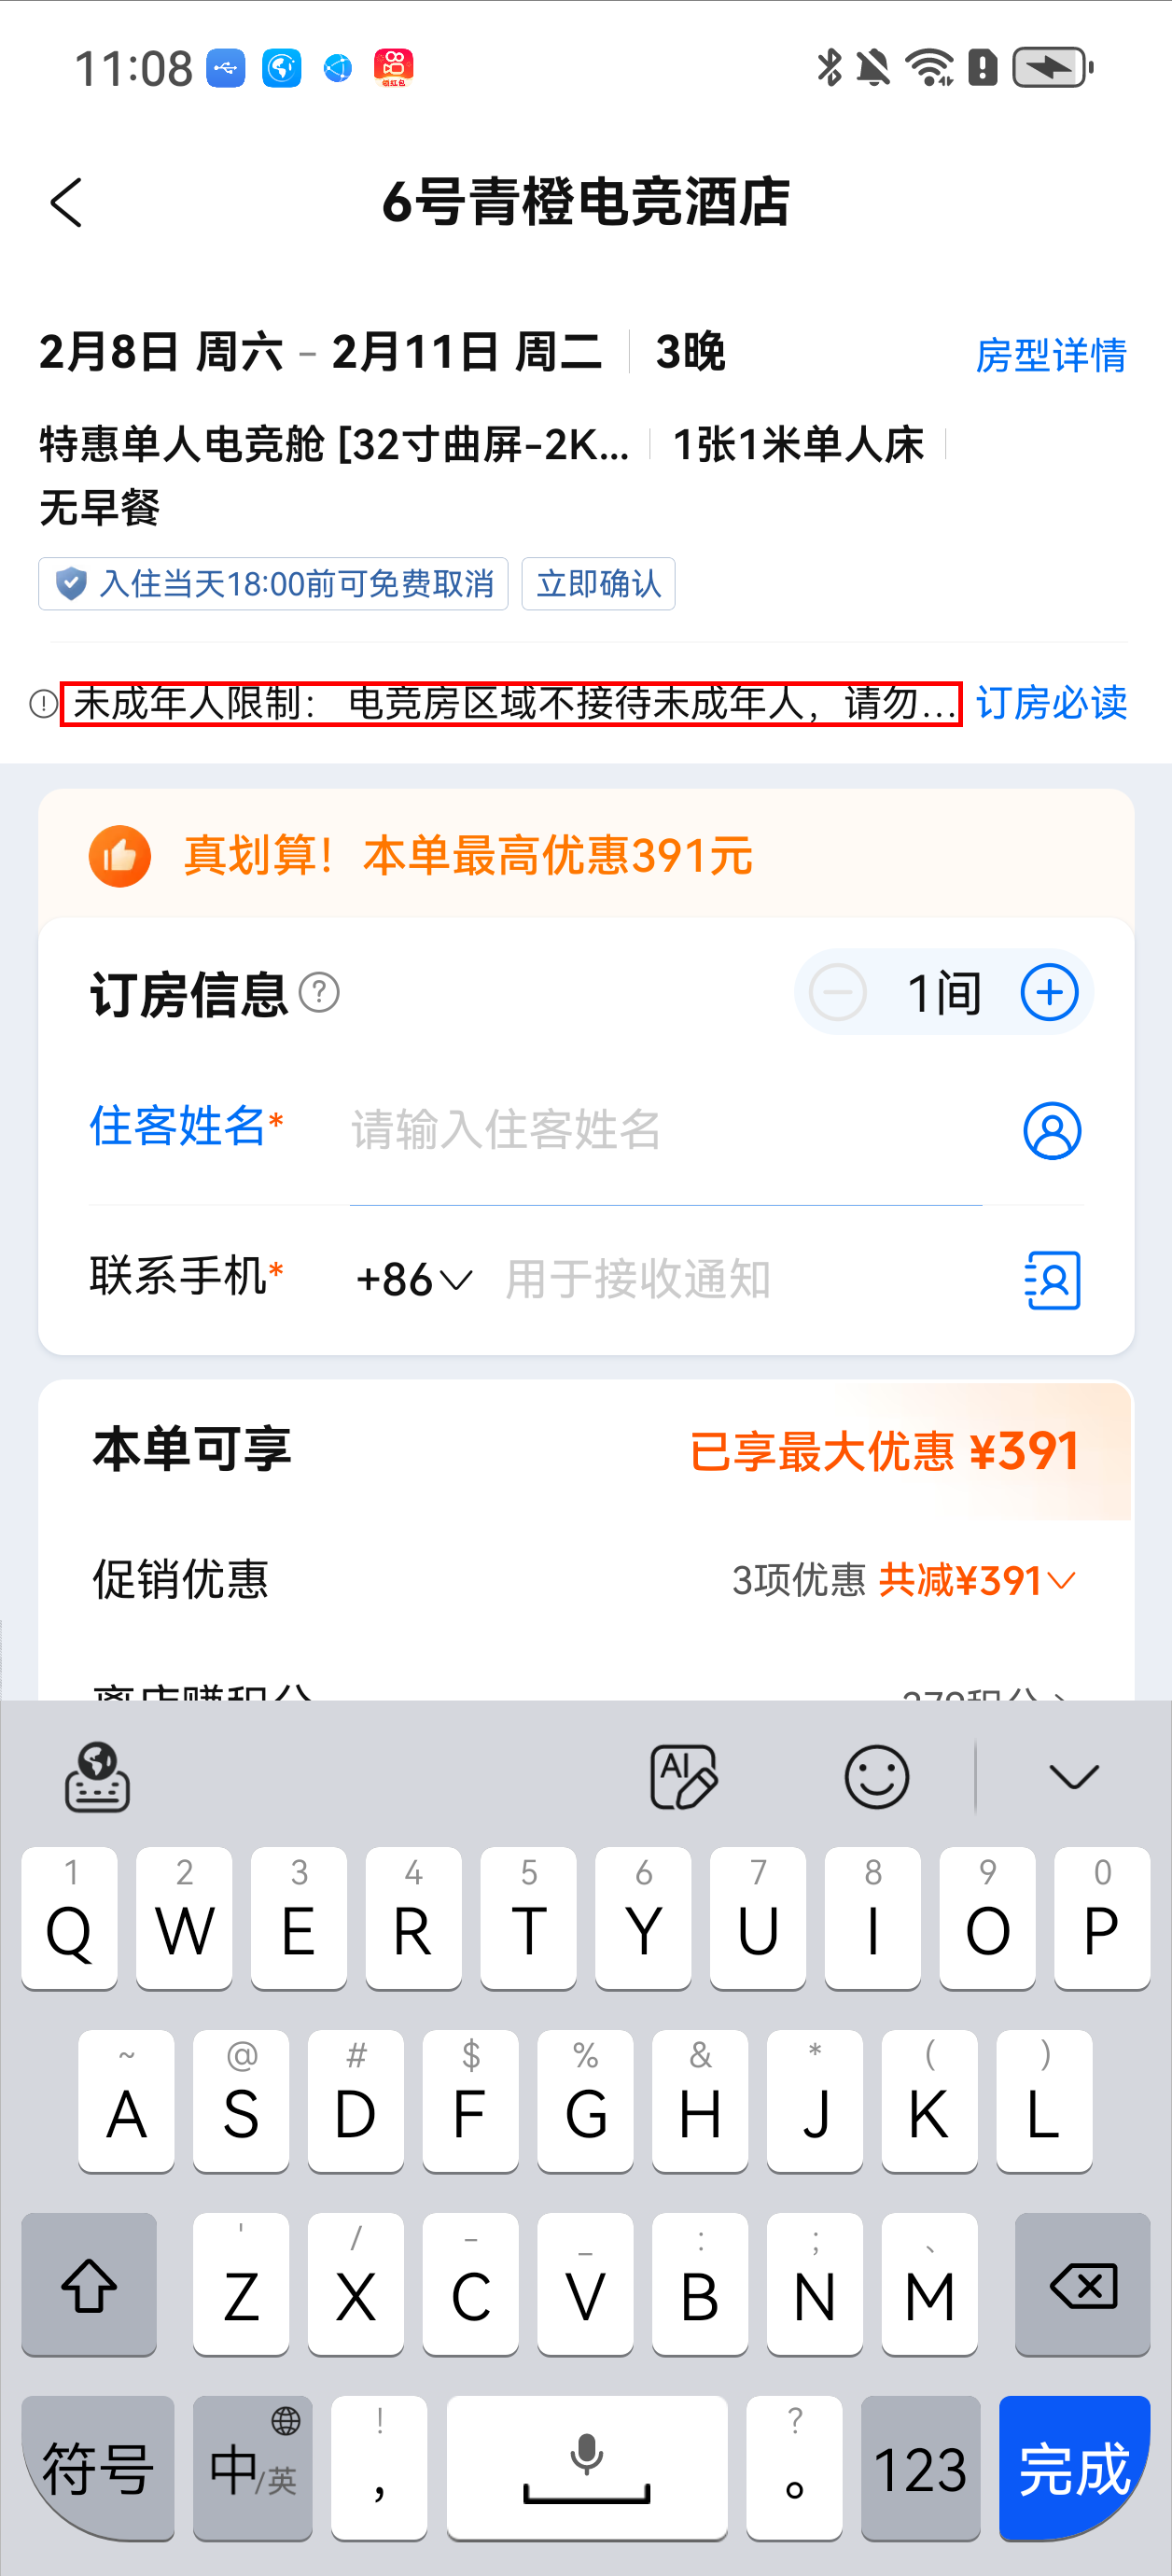 11:08
6号青橙电竞酒店
2月8日 周六 - 2月11日 周二 3晚 房型详情
特惠单人电竞舱 [32寸曲屏-2K... 1张1米单人床
无早餐
入住当天18:00前可免费取消 立即确认
未成年人限制： 电竞房区域不接待未成年人，请勿... 订房必读
真划算！本单最高优惠391元
订房信息 ? 1间
住客姓名* 请输入住客姓名
联系手机* +86 用于接收通知
本单可享 已享最大优惠 ¥391
促销优惠 3项优惠 共减¥391
AI
1 2 3 4 5 6 7 8 9 0
Q W E R T Y U I O P
~ @ # $ % & * ( )
A S D F G H J K L
' / - _ : ; 、
Z X C V B N M
! ?
符号 中/英 ， 。 123 完成